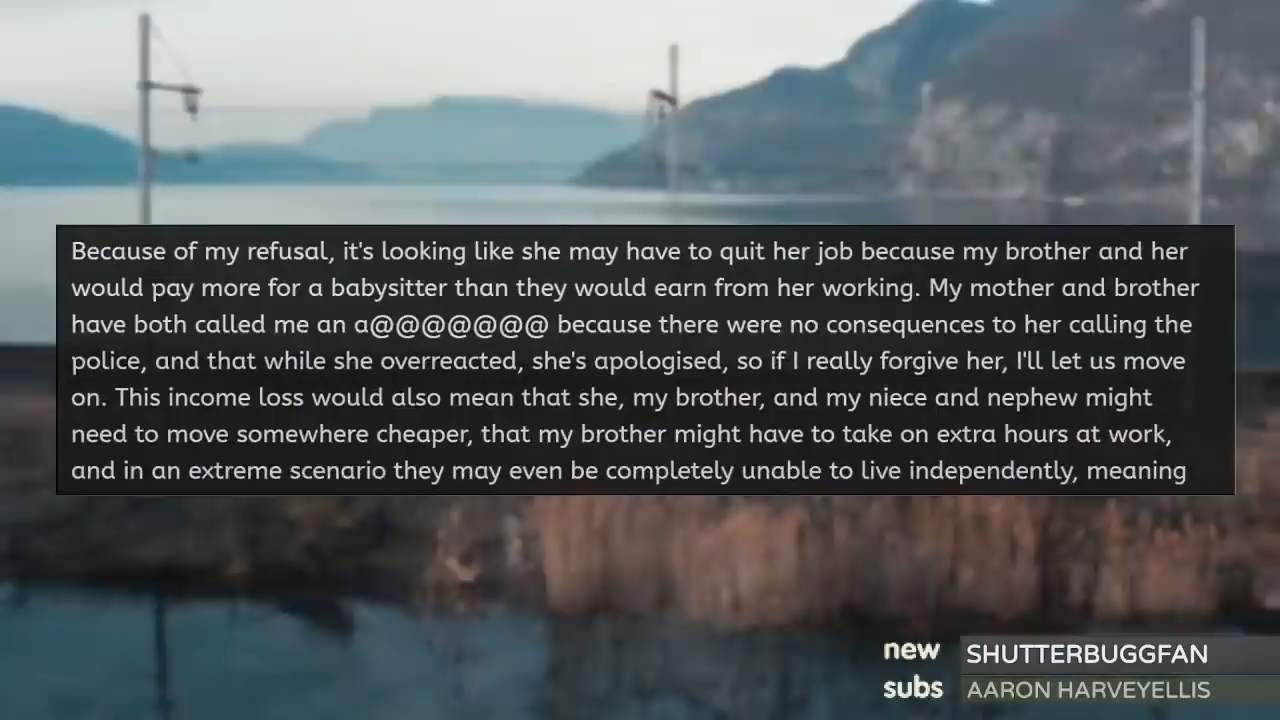 Because of my refusal, it's looking like she may have to quit her job because my brother and her
would pay more for a babysitter than they would earn from her working. My mother and brother
have both called me an a@@@@@@@ because there were no consequences to her calling the
police, and that while she overreacted, she's apologised, so if I really forgive her, I'll let us move
on. This income loss would also mean that she, my brother, and my niece and nephew might
need to move somewhere cheaper, that my brother might have to take on extra hours at work,
and in an extreme scenario they may even be completely unable to live independently, meaning
new SHUTTERBUGGFAN
subs AARON HARVEYELLIS